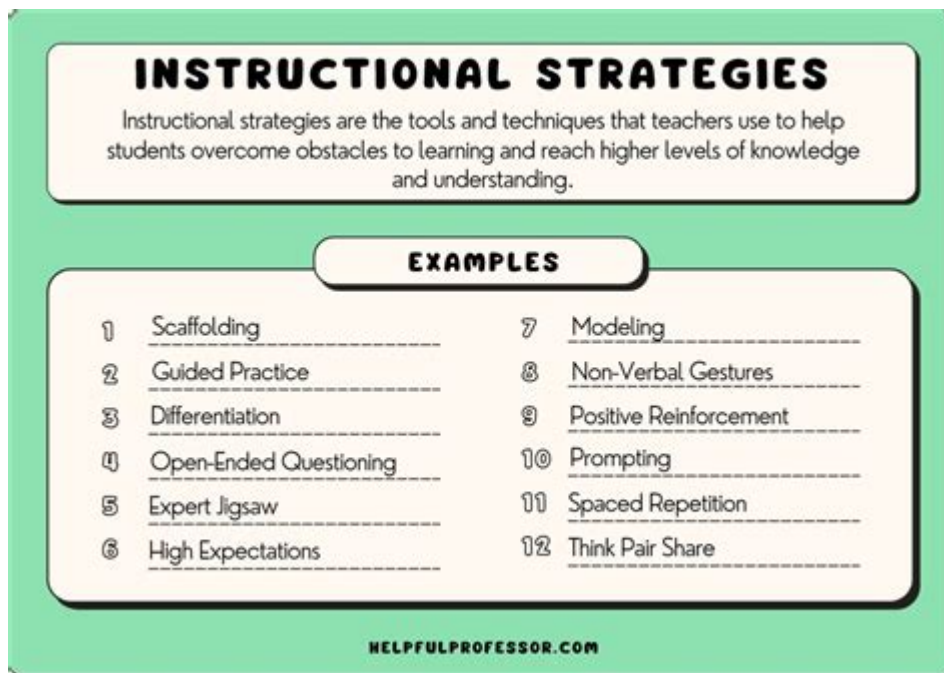 INSTRUCTIONAL STRATEGIES
Instructional strategies are the tools and techniques that teachers use to help
students overcome obstacles to learning and reach higher levels of knowledge
and understanding.
EXAMPLES
1 Scaffolding
2 Guided Practice
3 Differentiation
4 Open-Ended Questioning
5 Expert Jigsaw
6 High Expectations
7 Modeling
8 Non-Verbal Gestures
9 Positive Reinforcement
10 Prompting
11 Spaced Repetition
12 Think Pair Share
HELPFULPROFESSOR.COM